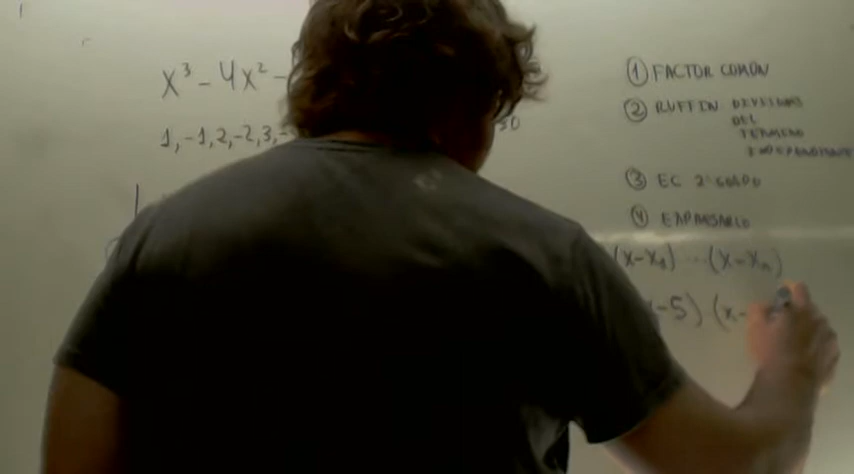 x³ - 4x² -
1, -1, 2, -2, 3, -
30
① FACTOR COMÚN
② RUFFINI DIVISORES
DEL
TÉRMINO
INDEPENDIENTE
③ EC 2º GRADO
④ EXPRESARLO
(x-x₁) ... (x-xₙ)
x-5) (x-